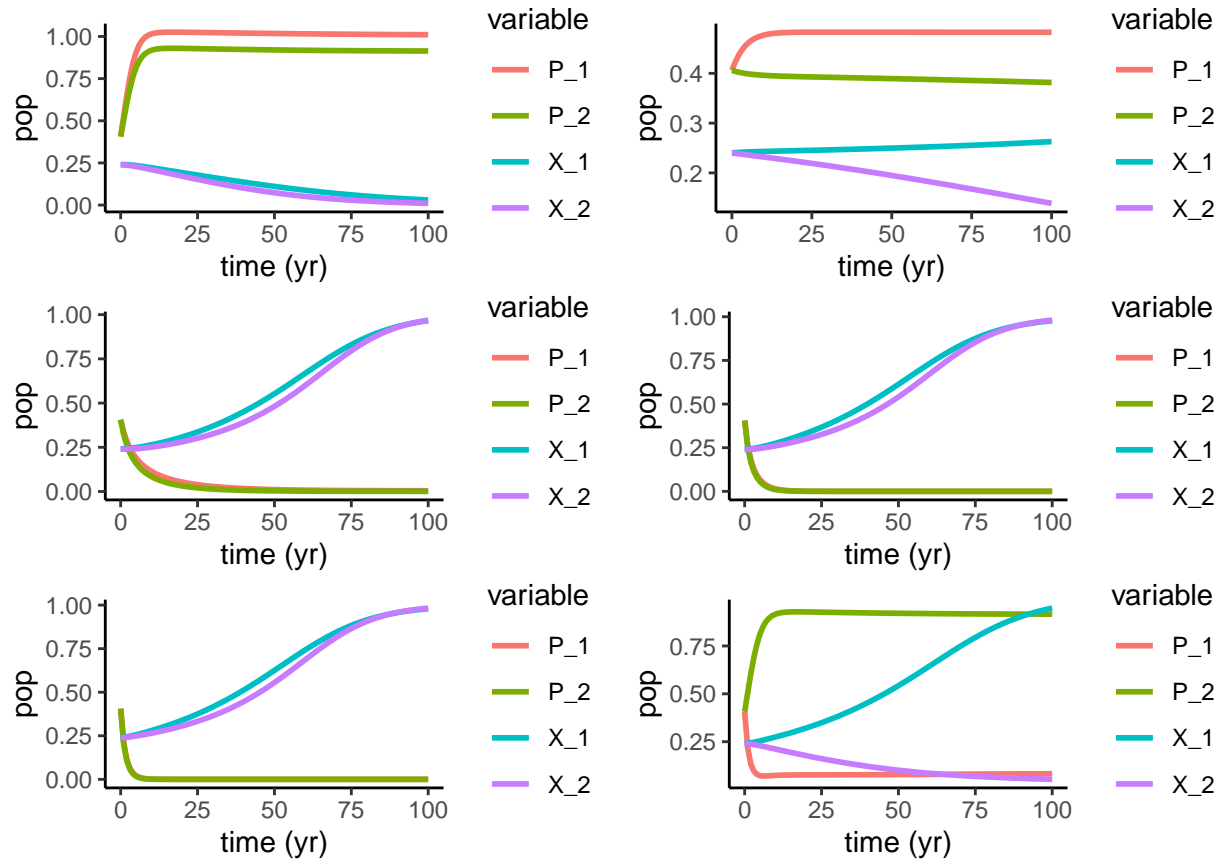 variable
1.00
0.75
0.50
0.25
0.00
pop
0 25 50 75 100
time (yr)
P_1
P_2
X_1
X_2
variable
0.4
0.3
0.2
pop
0 25 50 75 100
time (yr)
P_1
P_2
X_1
X_2
variable
1.00
0.75
0.50
0.25
0.00
pop
0 25 50 75 100
time (yr)
P_1
P_2
X_1
X_2
variable
1.00
0.75
0.50
0.25
0.00
pop
0 25 50 75 100
time (yr)
P_1
P_2
X_1
X_2
variable
1.00
0.75
0.50
0.25
0.00
pop
0 25 50 75 100
time (yr)
P_1
P_2
X_1
X_2
variable
0.75
0.50
0.25
pop
0 25 50 75 100
time (yr)
P_1
P_2
X_1
X_2